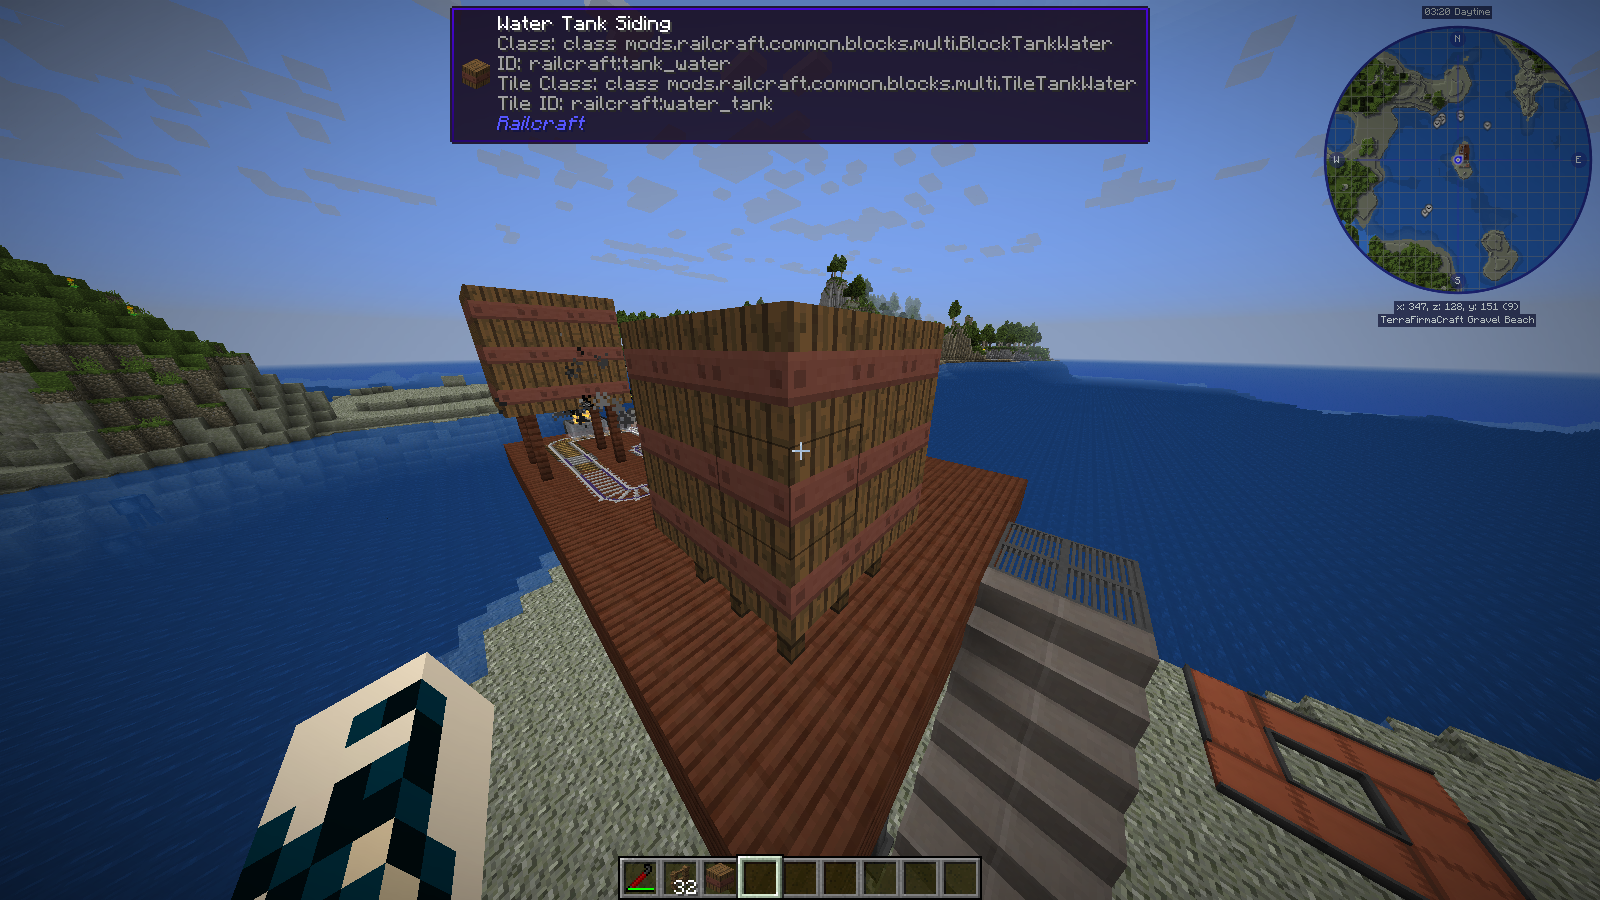 Water Tank Siding
Class: class mods.railcraft.common.blocks.multi.BlockTankWater
ID: railcraft:tank_water
Tile Class: class mods.railcraft.common.blocks.multi.TileTankWater
Tile ID: railcraft:water_tank
Railcraft
03:20 Daytime
N
W
E
S
x: 347, z: 128, y: 151 (9)
TerraFirmaCraft Gravel Beach
32